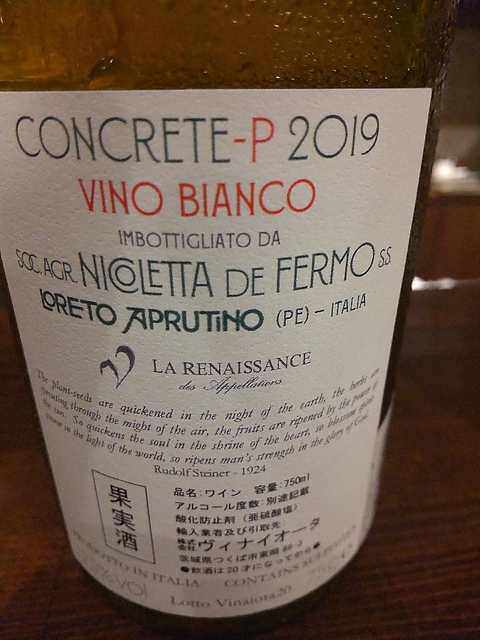 CONCRETE-P 2019
VINO BIANCO
IMBOTTIGLIATO DA
SOC. AGR. NICOLETTA DE FERMO S.S.
LORETO APRUTINO (PE) - ITALIA
LA RENAISSANCE
des Appellations
The plant-seeds are quickened in the night of the earth, the herbs are
sprouting through the might of the air, the fruits are ripened by the power of
the sun. So quickens the soul in the shrine of the heart, so blossoms spirit's
power in the light of the world, so ripens man's strength in the glory of God.
Rudolf Steiner - 1924
果実酒
品名:ワイン 容量:750ml
アルコール度数:別途記載
酸化防止剤(亜硫酸塩)
輸入業者及び引取先
株式会社ヴィナイオータ
茨城県つくば市東岡
●飲酒は20才になってから●
PRODOTTO IN ITALIA CONTAINS
%VOL
Lotto Vinaiota20